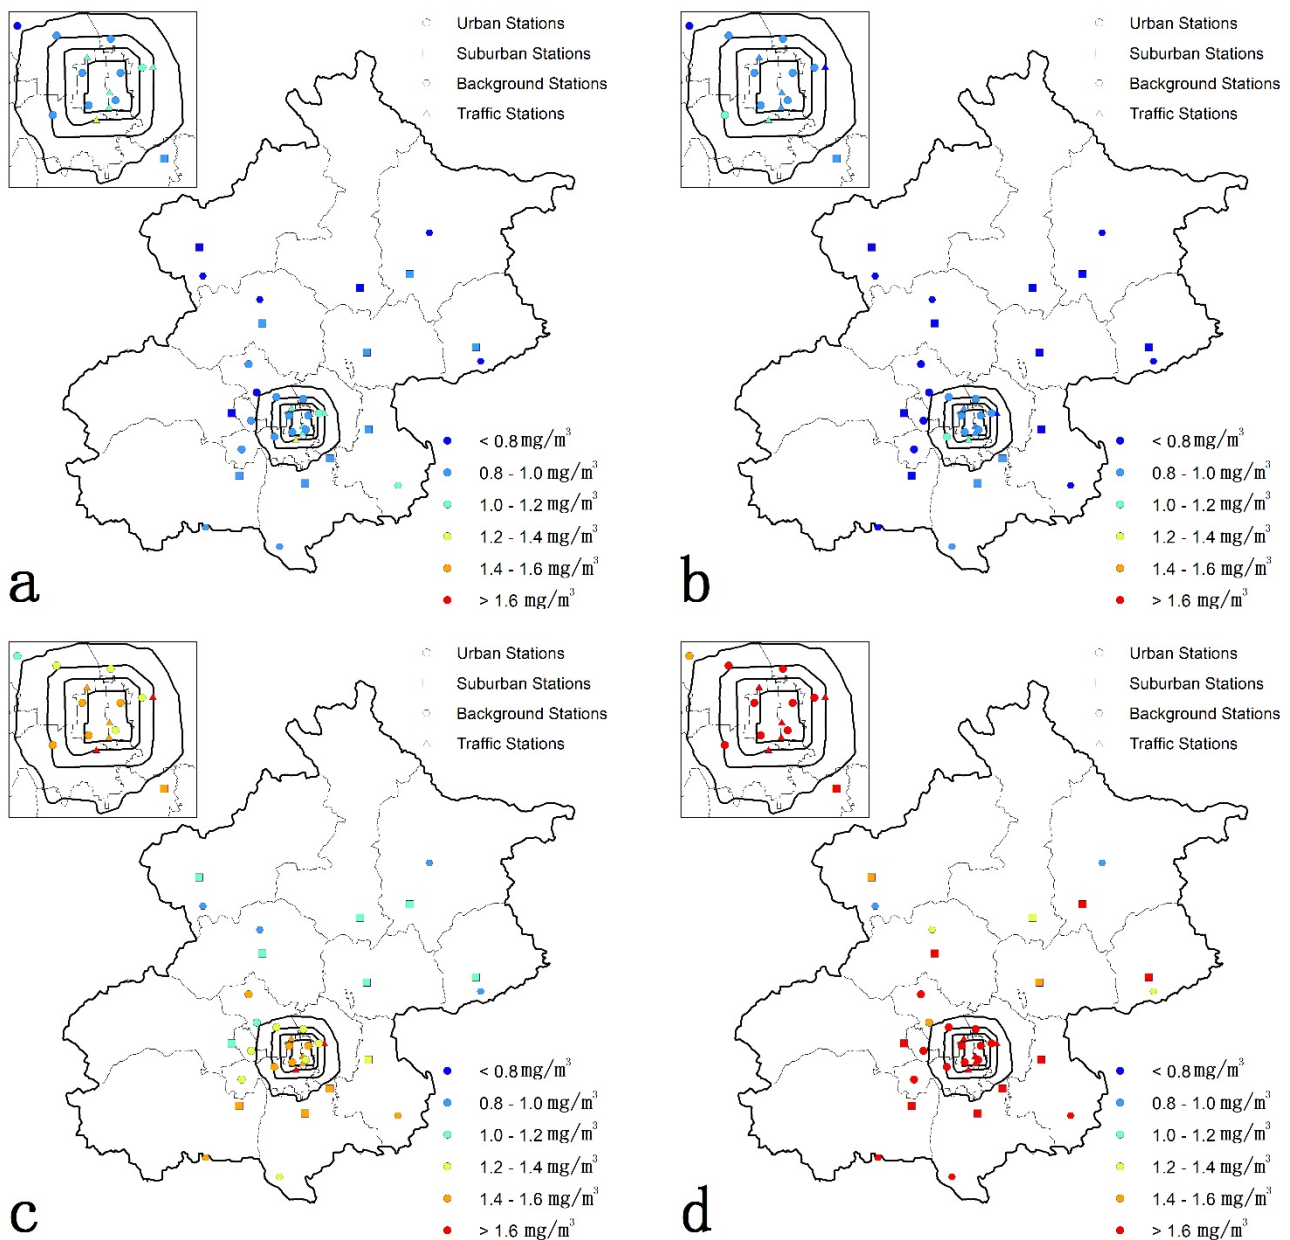 Urban Stations
Suburban Stations
Background Stations
Traffic Stations
< 0.8 mg/m³
0.8 - 1.0 mg/m³
1.0 - 1.2 mg/m³
1.2 - 1.4 mg/m³
1.4 - 1.6 mg/m³
> 1.6 mg/m³
a
Urban Stations
Suburban Stations
Background Stations
Traffic Stations
< 0.8 mg/m³
0.8 - 1.0 mg/m³
1.0 - 1.2 mg/m³
1.2 - 1.4 mg/m³
1.4 - 1.6 mg/m³
> 1.6 mg/m³
b
Urban Stations
Suburban Stations
Background Stations
Traffic Stations
< 0.8 mg/m³
0.8 - 1.0 mg/m³
1.0 - 1.2 mg/m³
1.2 - 1.4 mg/m³
1.4 - 1.6 mg/m³
> 1.6 mg/m³
c
Urban Stations
Suburban Stations
Background Stations
Traffic Stations
< 0.8 mg/m³
0.8 - 1.0 mg/m³
1.0 - 1.2 mg/m³
1.2 - 1.4 mg/m³
1.4 - 1.6 mg/m³
> 1.6 mg/m³
d